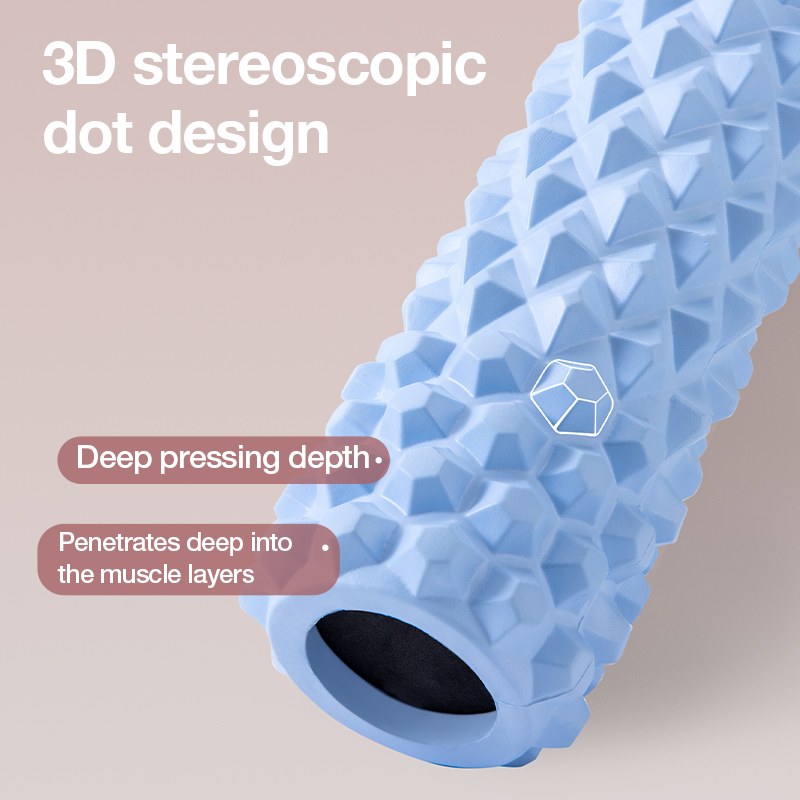 3D stereoscopic
dot design
Deep pressing depth
Penetrates deep into
the muscle layers